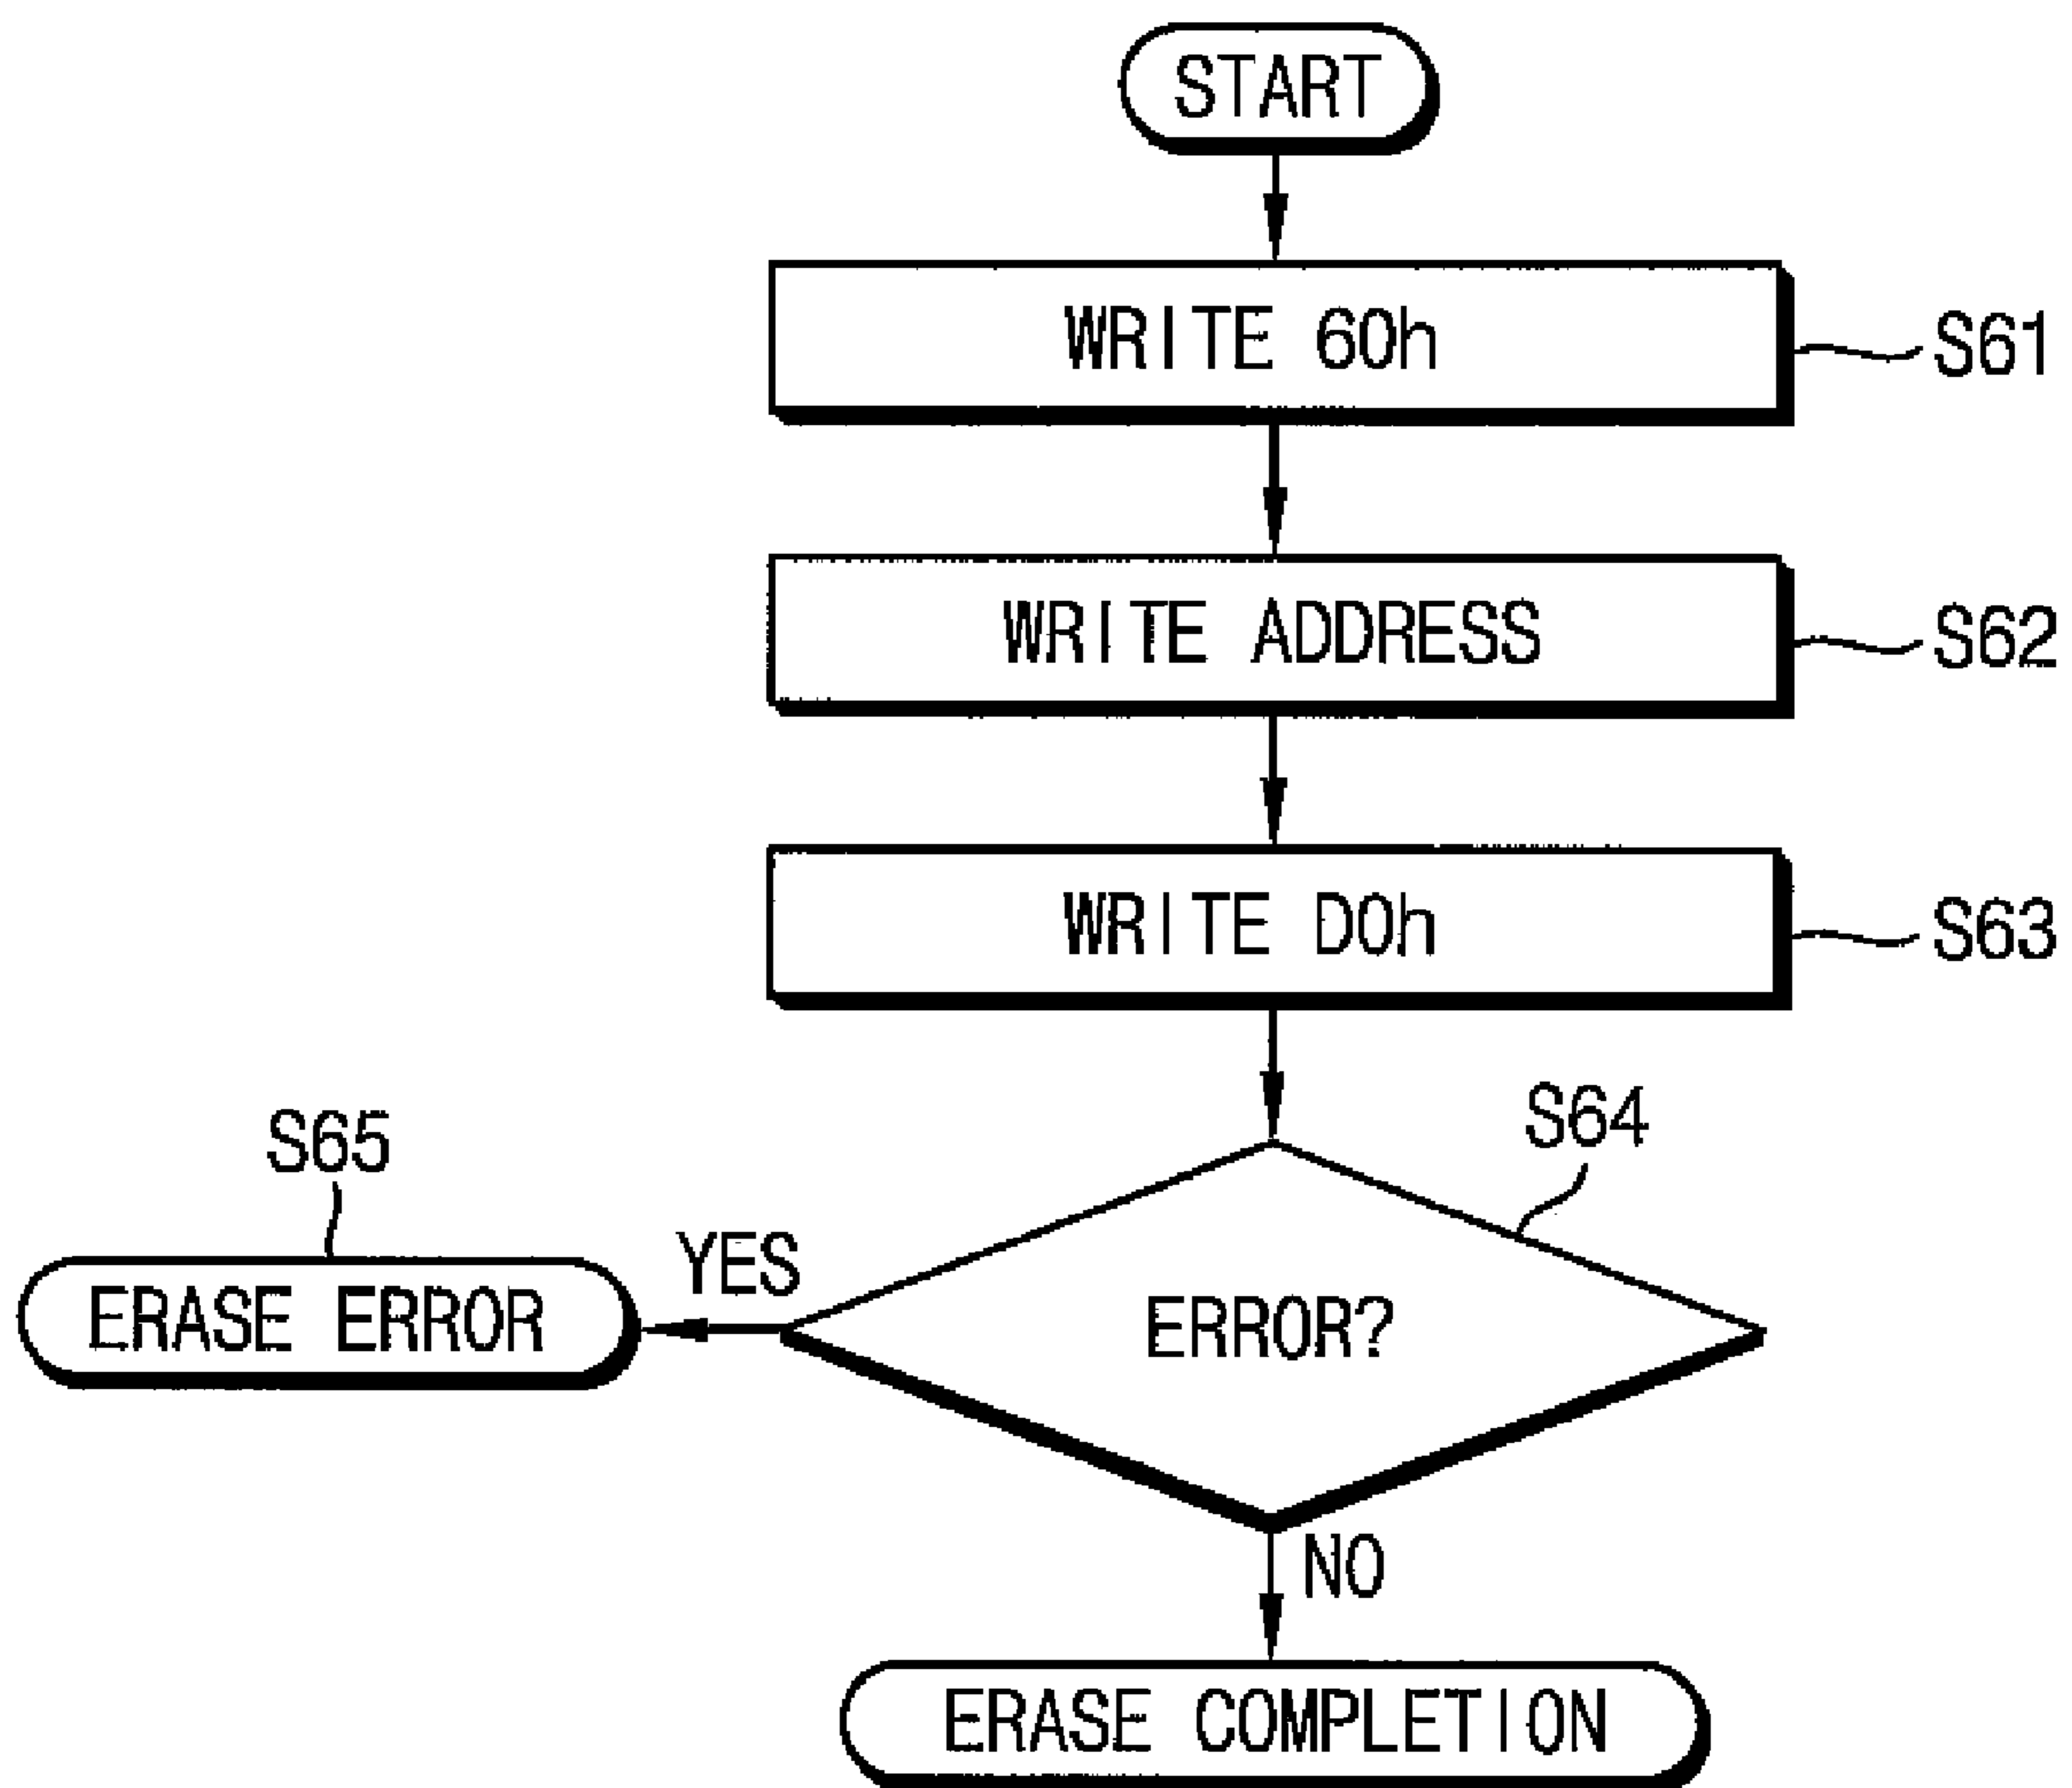 START
WRITE 60h
S61
WRITE ADDRESS
S62
WRITE D0h
S63
S65
S64
YES
ERASE ERROR
ERROR?
NO
ERASE COMPLETION